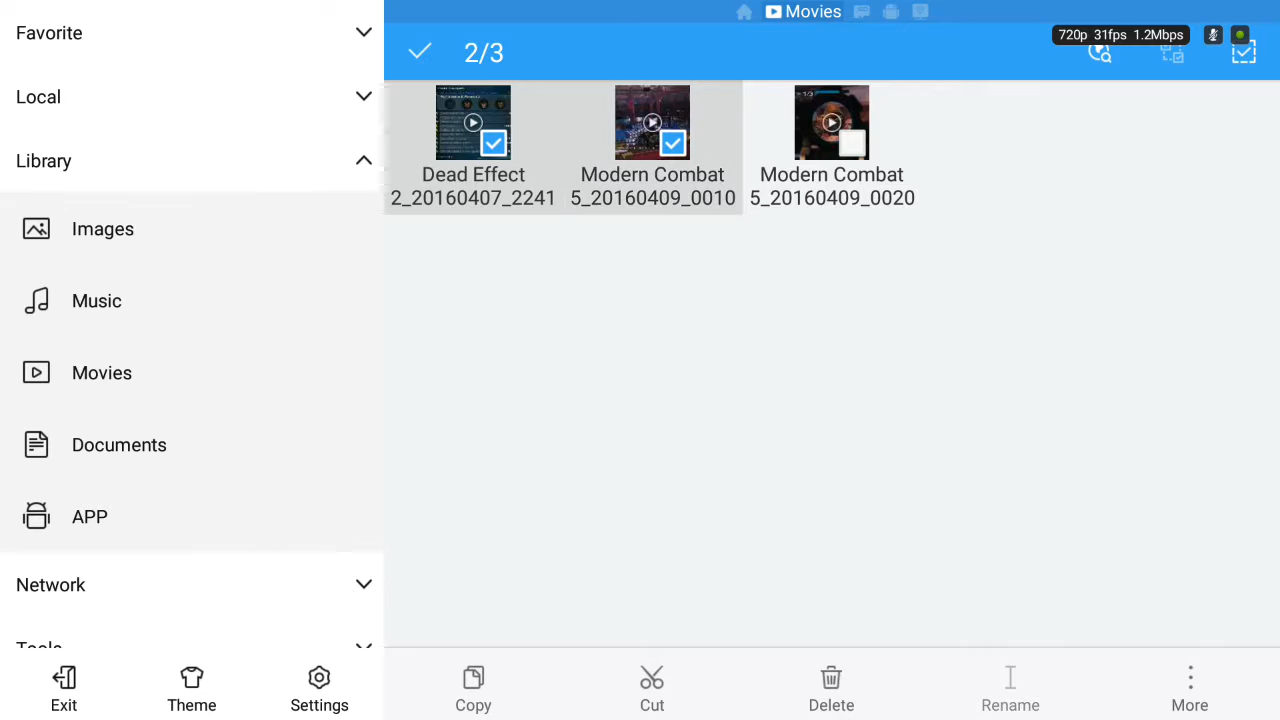 Favorite
Local
Library
Images
Music
Movies
Documents
APP
Network
Tools
Exit
Theme
Settings
Movies
2/3
720p 31fps 1.2Mbps
Dead Effect
2_20160407_2241
Modern Combat
5_20160409_0010
Modern Combat
5_20160409_0020
Copy
Cut
Delete
Rename
More